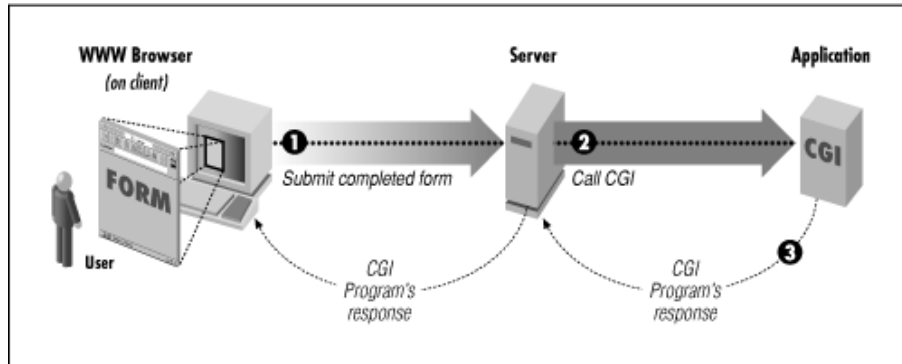 WWW Browser
(on client)
Server
Application
FORM
1
Submit completed form
2
Call CGI
CGI
User
CGI
Program's
response
CGI
Program's
response
3